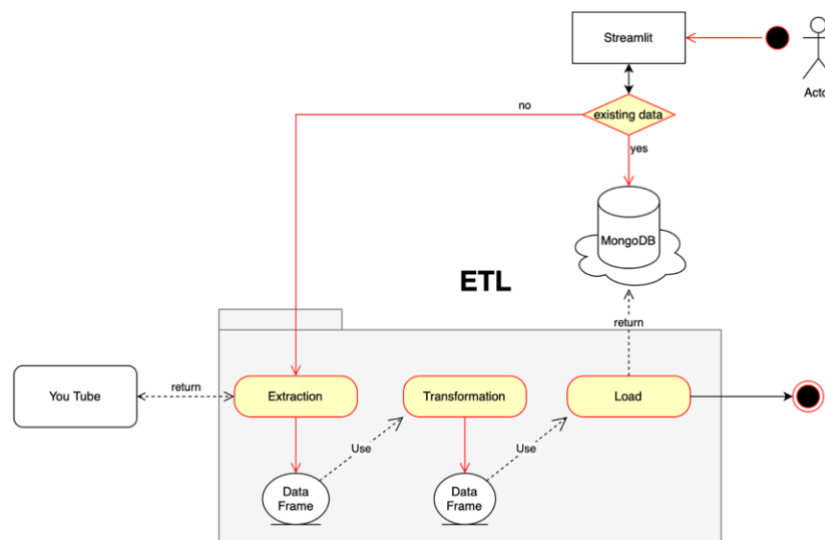 Streamlit
Acto
no
existing data
yes
MongoDB
ETL
return
You Tube
return
Extraction
Transformation
Load
Use
Use
Data
Frame
Data
Frame